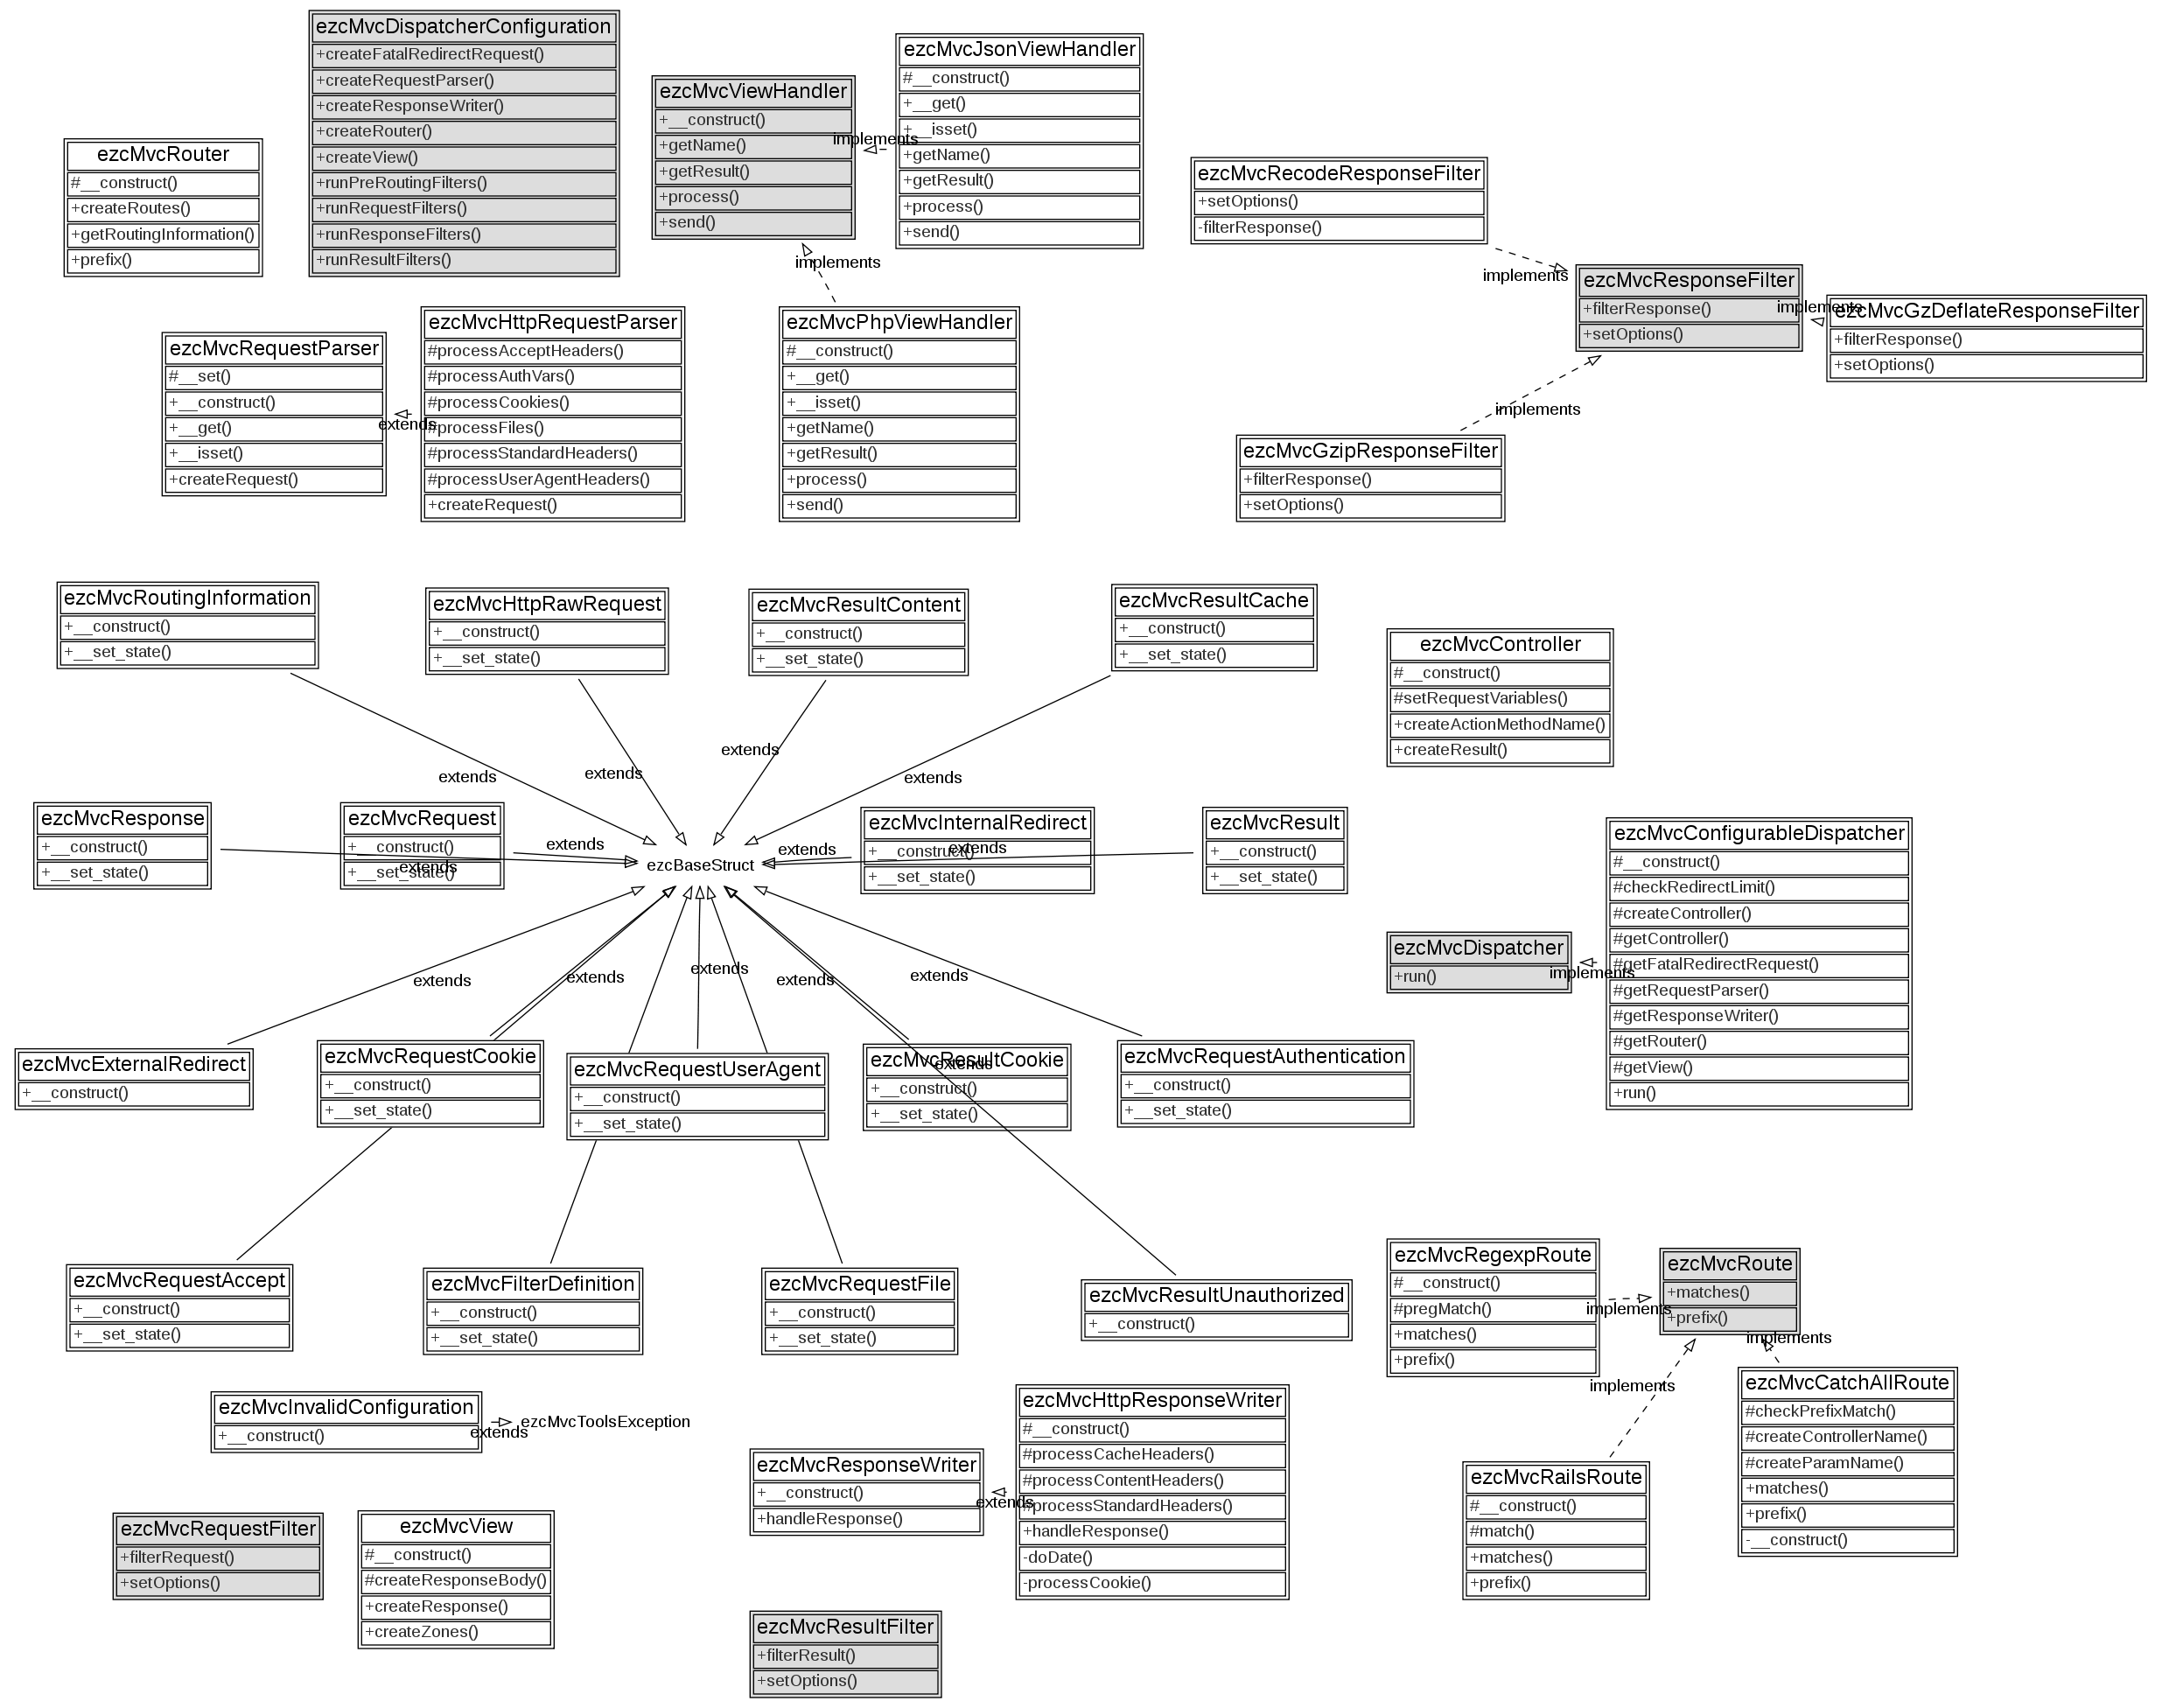 ezcMvcDispatcherConfiguration
+createFatalRedirectRequest()
+createRequestParser()
+createResponseWriter()
+createRouter()
+createView()
+runPreRoutingFilters()
+runRequestFilters()
+runResponseFilters()
+runResultFilters()
ezcMvcJsonViewHandler
#__construct()
+__get()
+__isset()
+getName()
+getResult()
+process()
+send()
ezcMvcViewHandler
+__construct()
+getName()
+getResult()
+process()
+send()
implements
implements
ezcMvcRouter
#__construct()
+createRoutes()
+getRoutingInformation()
+prefix()
ezcMvcRecodeResponseFilter
+setOptions()
-filterResponse()
implements
ezcMvcResponseFilter
+filterResponse()
+setOptions()
implements
ezcMvcGzDeflateResponseFilter
+filterResponse()
+setOptions()
implements
ezcMvcGzipResponseFilter
+filterResponse()
+setOptions()
ezcMvcRequestParser
#__set()
+__construct()
+__get()
+__isset()
+createRequest()
extends
ezcMvcHttpRequestParser
#processAcceptHeaders()
#processAuthVars()
#processCookies()
#processFiles()
#processStandardHeaders()
#processUserAgentHeaders()
+createRequest()
ezcMvcPhpViewHandler
#__construct()
+__get()
+__isset()
+getName()
+getResult()
+process()
+send()
ezcMvcRoutingInformation
+__construct()
+__set_state()
ezcMvcHttpRawRequest
+__construct()
+__set_state()
ezcMvcResultContent
+__construct()
+__set_state()
ezcMvcResultCache
+__construct()
+__set_state()
ezcMvcController
#__construct()
#setRequestVariables()
+createActionMethodName()
+createResult()
extends
extends
extends
extends
ezcMvcResponse
+__construct()
+__set_state()
ezcMvcRequest
+__construct()
+__set_state()
extends
extends
ezcBaseStruct
extends
extends
ezcMvcInternalRedirect
+__construct()
+__set_state()
ezcMvcResult
+__construct()
+__set_state()
ezcMvcDispatcher
+run()
implements
ezcMvcConfigurableDispatcher
#__construct()
#checkRedirectLimit()
#createController()
#getController()
#getFatalRedirectRequest()
#getRequestParser()
#getResponseWriter()
#getRouter()
#getView()
+run()
extends
extends
extends
extends
extends
extends
ezcMvcExternalRedirect
+__construct()
ezcMvcRequestCookie
+__construct()
+__set_state()
ezcMvcRequestUserAgent
+__construct()
+__set_state()
ezcMvcResultCookie
+__construct()
+__set_state()
ezcMvcRequestAuthentication
+__construct()
+__set_state()
ezcMvcRequestAccept
+__construct()
+__set_state()
ezcMvcFilterDefinition
+__construct()
+__set_state()
ezcMvcRequestFile
+__construct()
+__set_state()
ezcMvcResultUnauthorized
+__construct()
ezcMvcRegexpRoute
#__construct()
#pregMatch()
+matches()
+prefix()
implements
ezcMvcRoute
+matches()
+prefix()
implements
implements
ezcMvcCatchAllRoute
#checkPrefixMatch()
#createControllerName()
#createParamName()
+matches()
+prefix()
-__construct()
ezcMvcRailsRoute
#__construct()
#match()
+matches()
+prefix()
ezcMvcInvalidConfiguration
+__construct()
extends
ezcMvcToolsException
ezcMvcResponseWriter
+__construct()
+handleResponse()
extends
ezcMvcHttpResponseWriter
#__construct()
#processCacheHeaders()
#processContentHeaders()
#processStandardHeaders()
+handleResponse()
-doDate()
-processCookie()
ezcMvcRequestFilter
+filterRequest()
+setOptions()
ezcMvcView
#__construct()
#createResponseBody()
+createResponse()
+createZones()
ezcMvcResultFilter
+filterResult()
+setOptions()